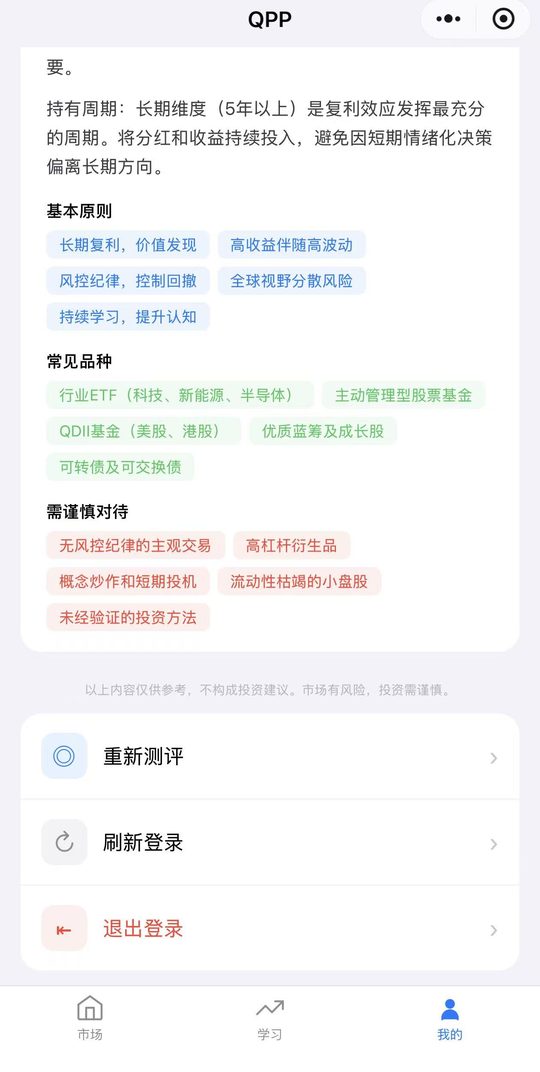 QPP
要。
持有周期：长期维度（5年以上）是复利效应发挥最充分
的周期。将分红和收益持续投入，避免因短期情绪化决策
偏离长期方向。
基本原则
长期复利，价值发现
高收益伴随高波动
风控纪律，控制回撤
全球视野分散风险
持续学习，提升认知
常见品种
行业ETF（科技、新能源、半导体）
主动管理型股票基金
QDII基金（美股、港股）
优质蓝筹及成长股
可转债及可交换债
需谨慎对待
无风控纪律的主观交易
高杠杆衍生品
概念炒作和短期投机
流动性枯竭的小盘股
未经验证的投资方法
以上内容仅供参考，不构成投资建议。市场有风险，投资需谨慎。
重新测评
刷新登录
退出登录
市场
学习
我的